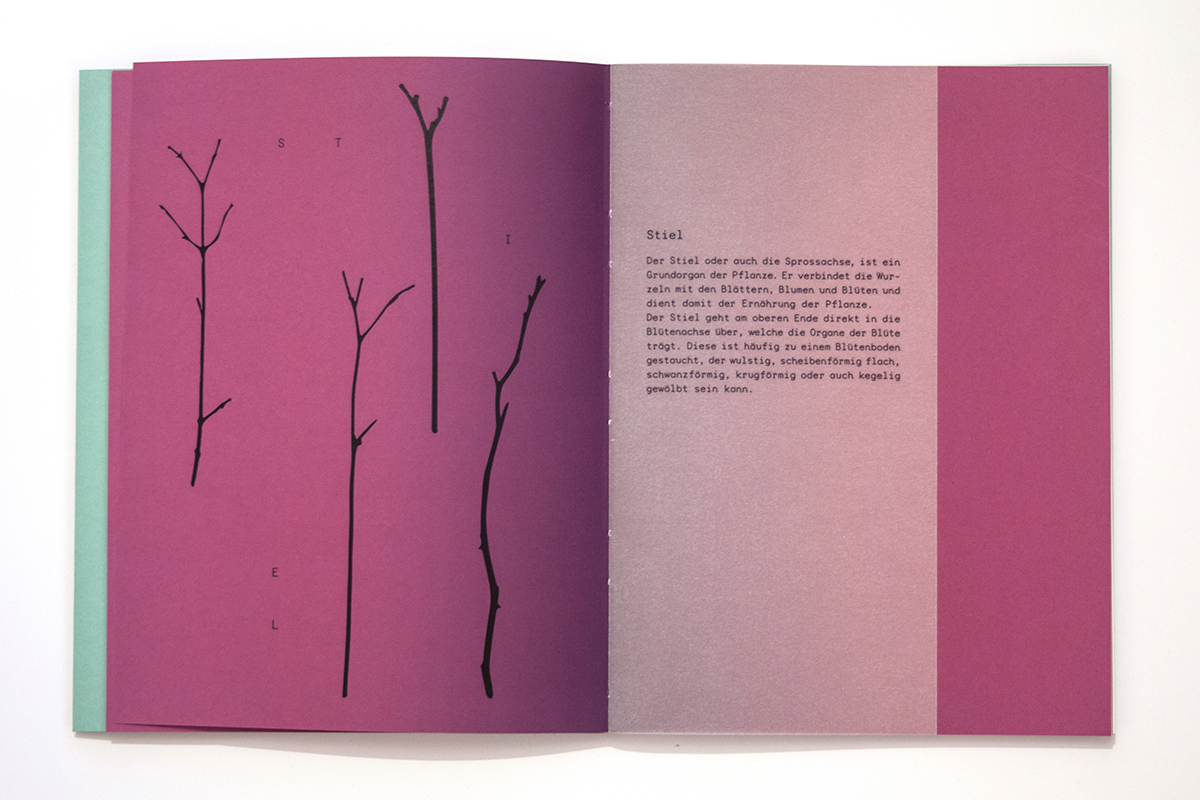 S T
I
E
L
Stiel
Der Stiel oder auch die Sprossachse, ist ein
Grundorgan der Pflanze. Er verbindet die Wur-
zeln mit den Blättern, Blumen und Blüten und
dient domit der Ernährung der Pflanze.
Der Stiel geht am oberen Ende direkt in die
Blütenachse über, welche die Organe der Blüte
trägt. Diese ist häufig zu einem Blütenboden
gestaucht, der wulstig, scheibenförmig flach,
schwanzförmig, krugförmig oder auch kegelig
gewölbt sein kann.